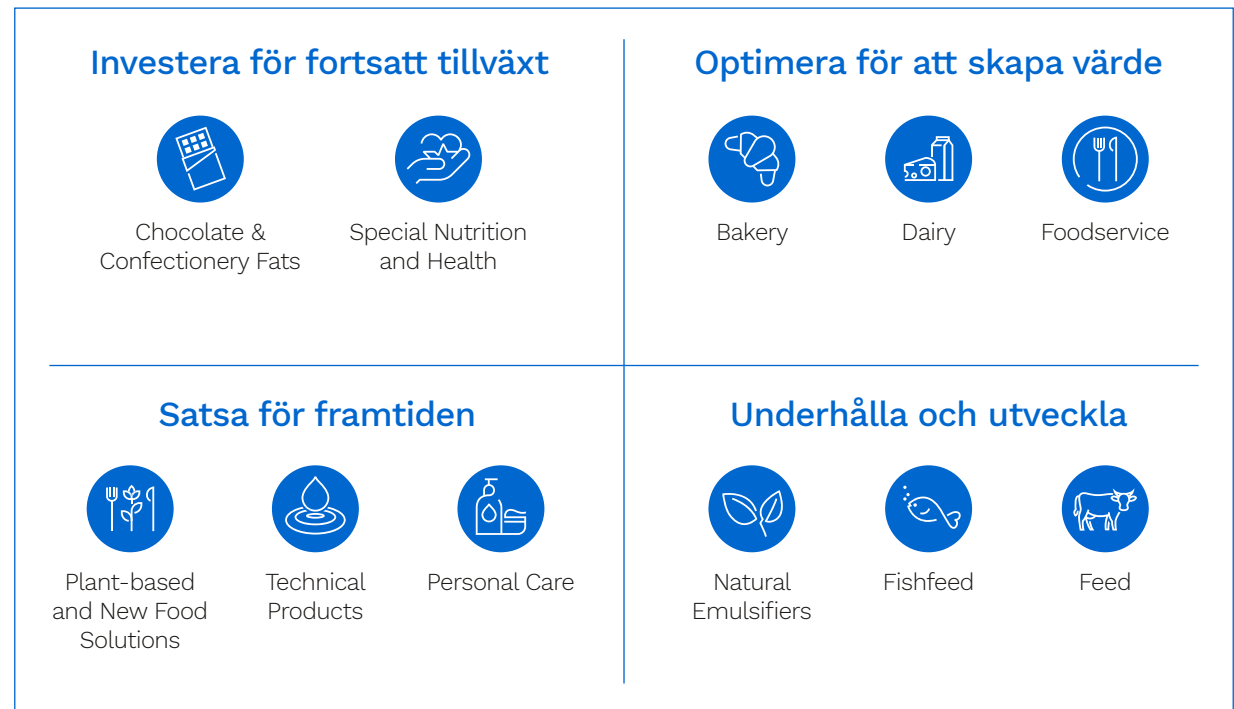 Investera för fortsatt tillväxt
Chocolate &
Confectionery Fats
Special Nutrition
and Health
Optimera för att skapa värde
Bakery
Dairy
Foodservice
Satsa för framtiden
Plant-based
and New Food
Solutions
Technical
Products
Personal Care
Underhålla och utveckla
Natural
Emulsifiers
Fishfeed
Feed